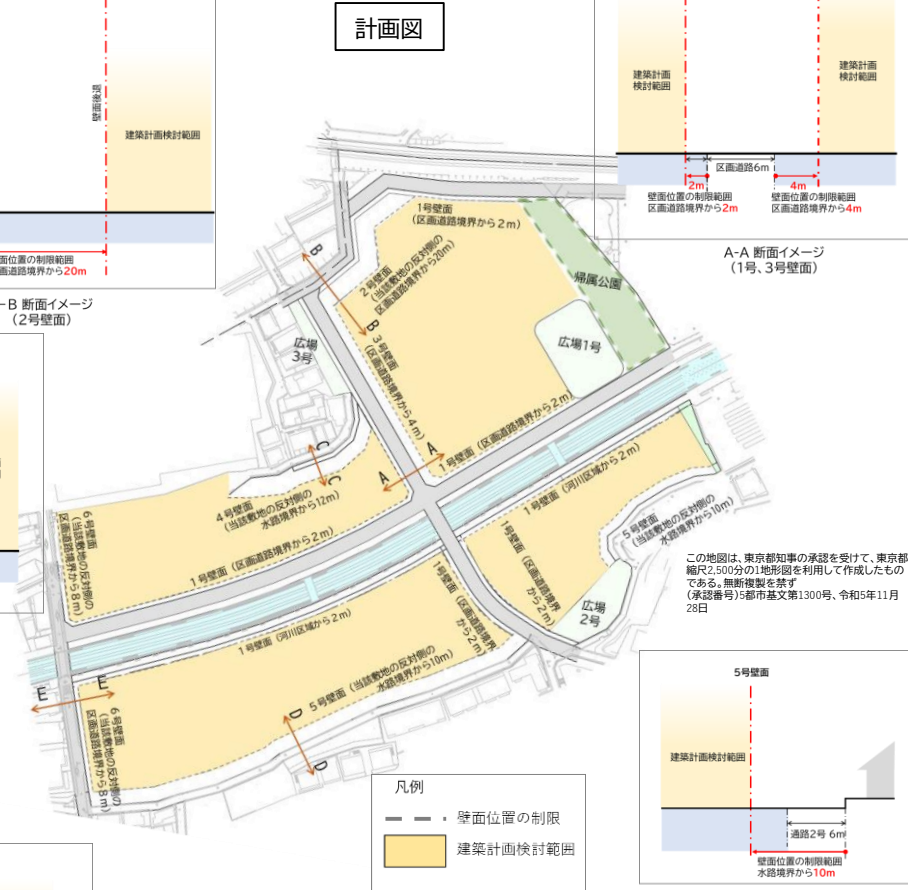 計画図
壁面後退
建築計画検討範囲
面位置の制限範囲
画道路境界から20m
-B 断面イメージ
(2号壁面)
建築計画
検討範囲
建築計画
検討範囲
区画道路6m
2m
4m
壁面位置の制限範囲
区画道路境界から2m
壁面位置の制限範囲
区画道路境界から4m
A-A 断面イメージ
(1号、3号壁面)
1号壁面
(区画道路境界から2m)
2号壁面
(当該敷地の反対側の
区画道路境界から20m)
B
B
3号壁面
(区画道路境界から4m)
帰属公園
広場1号
広場
3号
1号壁面 (区画道路境界から2m)
A
A
C
C
4号壁面
(当該敷地の反対側の
水路境界から12m)
6号壁面
(当該敷地の反対側の
区画道路境界から8m)
1号壁面 (区画道路境界から2m)
1号壁面 (河川区域から2m)
5号壁面
(当該敷地の反対側の
水路境界から10m)
1号壁面
(区画道路境界
から2m)
広場
2号
1号壁面
(区画道路境界
から2m)
1号壁面 (河川区域から2m)
5号壁面 (当該敷地の反対側の
水路境界から10m)
E
E
6号壁面
(当該敷地の反対側の
区画道路境界から8m)
D
D
この地図は、東京都知事の承認を受けて、東京都
縮尺2,500分の1地形図を利用して作成したもの
である。無断複製を禁ず
(承認番号)5都市基交第1300号、令和5年11月
28日
5号壁面
建築計画検討範囲
通路2号 6m
壁面位置の制限範囲
水路境界から10m
凡例
壁面位置の制限
建築計画検討範囲